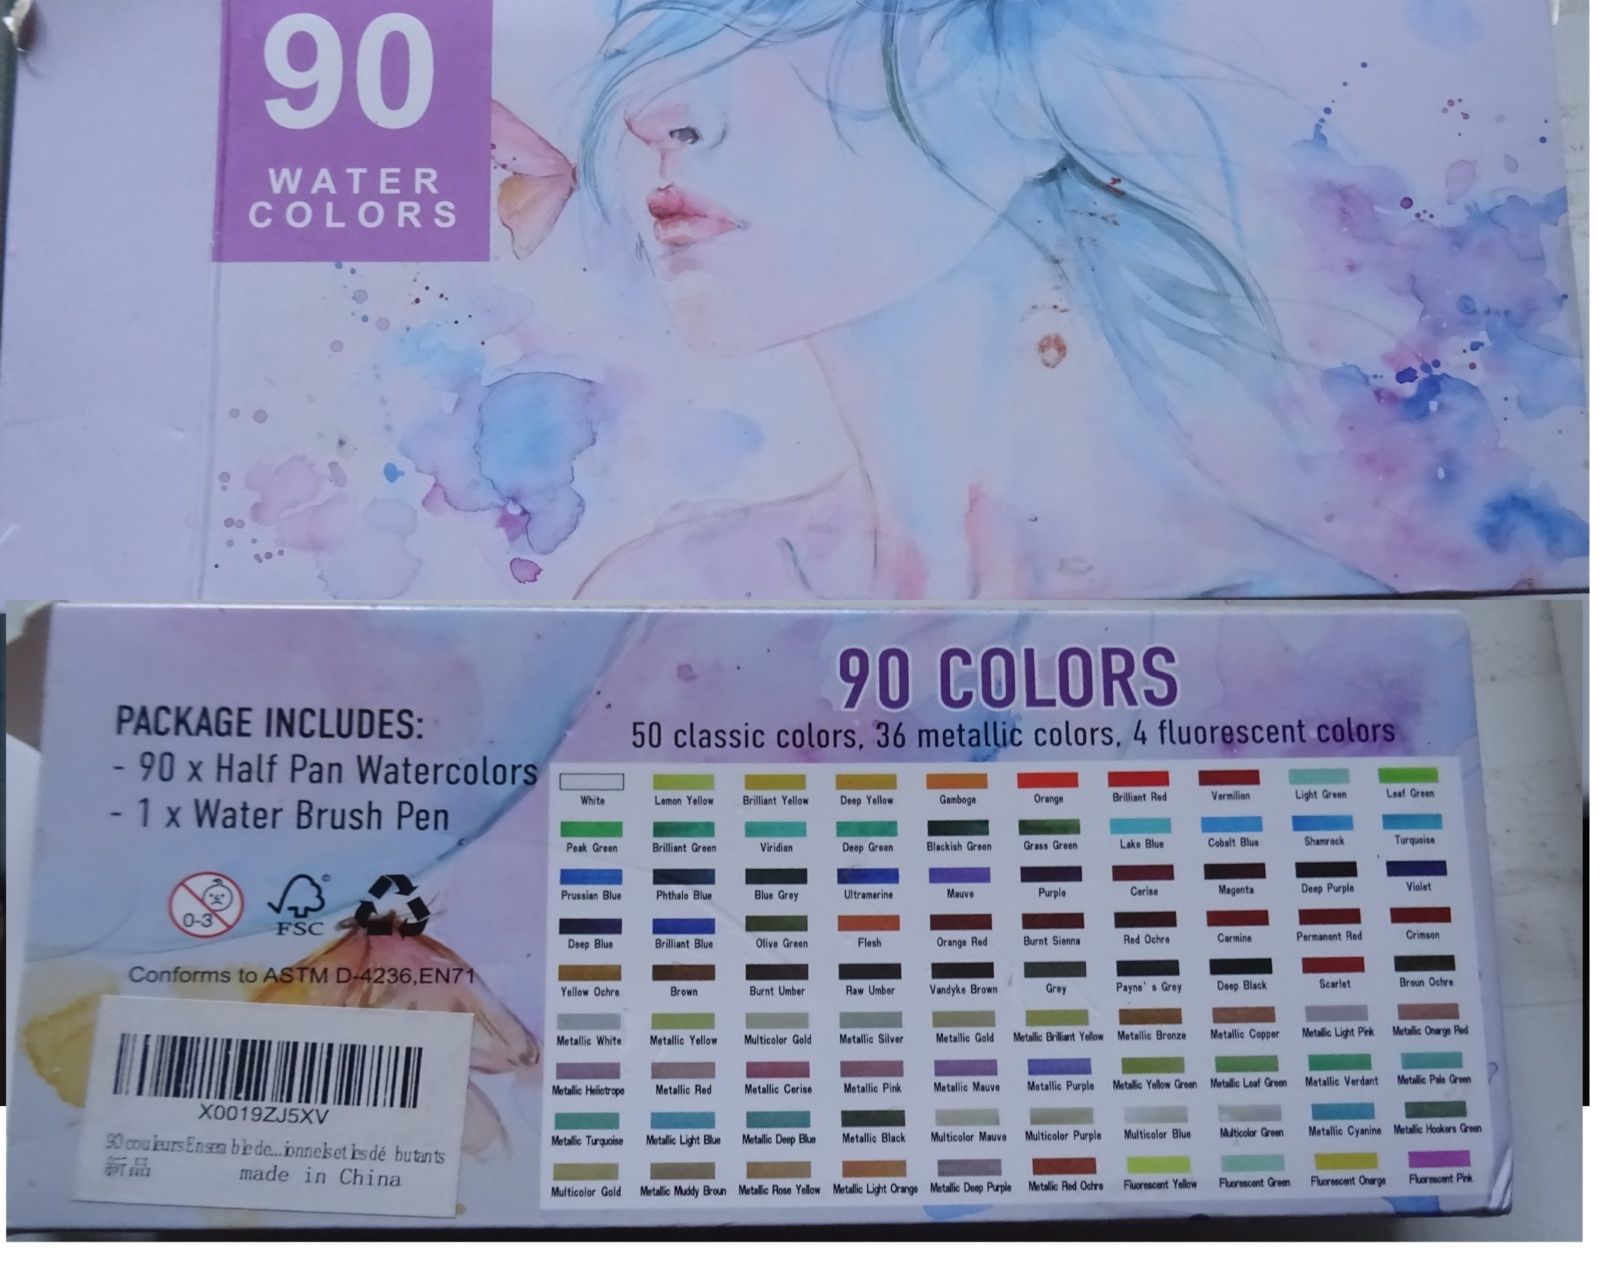 90
WATER
COLORS
PACKAGE INCLUDES:
- 90 x Half Pan Watercolors
- 1 x Water Brush Pen
0-3
©
FSC
Conforms to ASTM D-4236,EN71
X0019ZJ5XV
90 couleurs Ensemble de...ionnels et les dé butants
新品
made in China
90 COLORS
50 classic colors, 36 metallic colors, 4 fluorescent colors
White Lemon Yellow Brilliant Yellow Deep Yellow Gamboge Orange Brilliant Red Vermilion Light Green Leaf Green
Peak Green Brilliant Green Viridian Deep Green Blackish Green Grass Green Lake Blue Cobalt Blue Shamrock Turquoise
Prussian Blue Phthalo Blue Blue Grey Ultramarine Mauve Purple Cerise Magenta Deep Purple Violet
Deep Blue Brilliant Blue Olive Green Flesh Orange Red Burnt Sienna Red Ochre Carmine Permanent Red Crimson
Yellow Ochre Brown Burnt Umber Raw Umber Vandyke Brown Grey Payne's Grey Deep Black Scarlet Broun Ochre
Metallic White Metallic Yellow Multicolor Gold Metallic Silver Metallic Gold Metallic Brilliant Yellow Metallic Bronze Metallic Copper Metallic Light Pink Metallic Onarge Red
Metallic Heliotrope Metallic Red Metallic Cerise Metallic Pink Metallic Mauve Metallic Purple Metallic Yellow Green Metallic Leaf Green Metallic Verdant Metallic Pale Green
Metallic Turquoise Metallic Light Blue Metallic Deep Blue Metallic Black Multicolor Mauve Multicolor Purple Multicolor Blue Multicolor Green Metallic Cyanine Metallic Hookers Green
Multicolor Gold Metallic Muddy Broun Metallic Rose Yellow Metallic Light Orange Metallic Deep Purple Metallic Red Ochre Fluorescent Yellow Fluorescent Green Fluorescent Onarge Fluorescent Pink